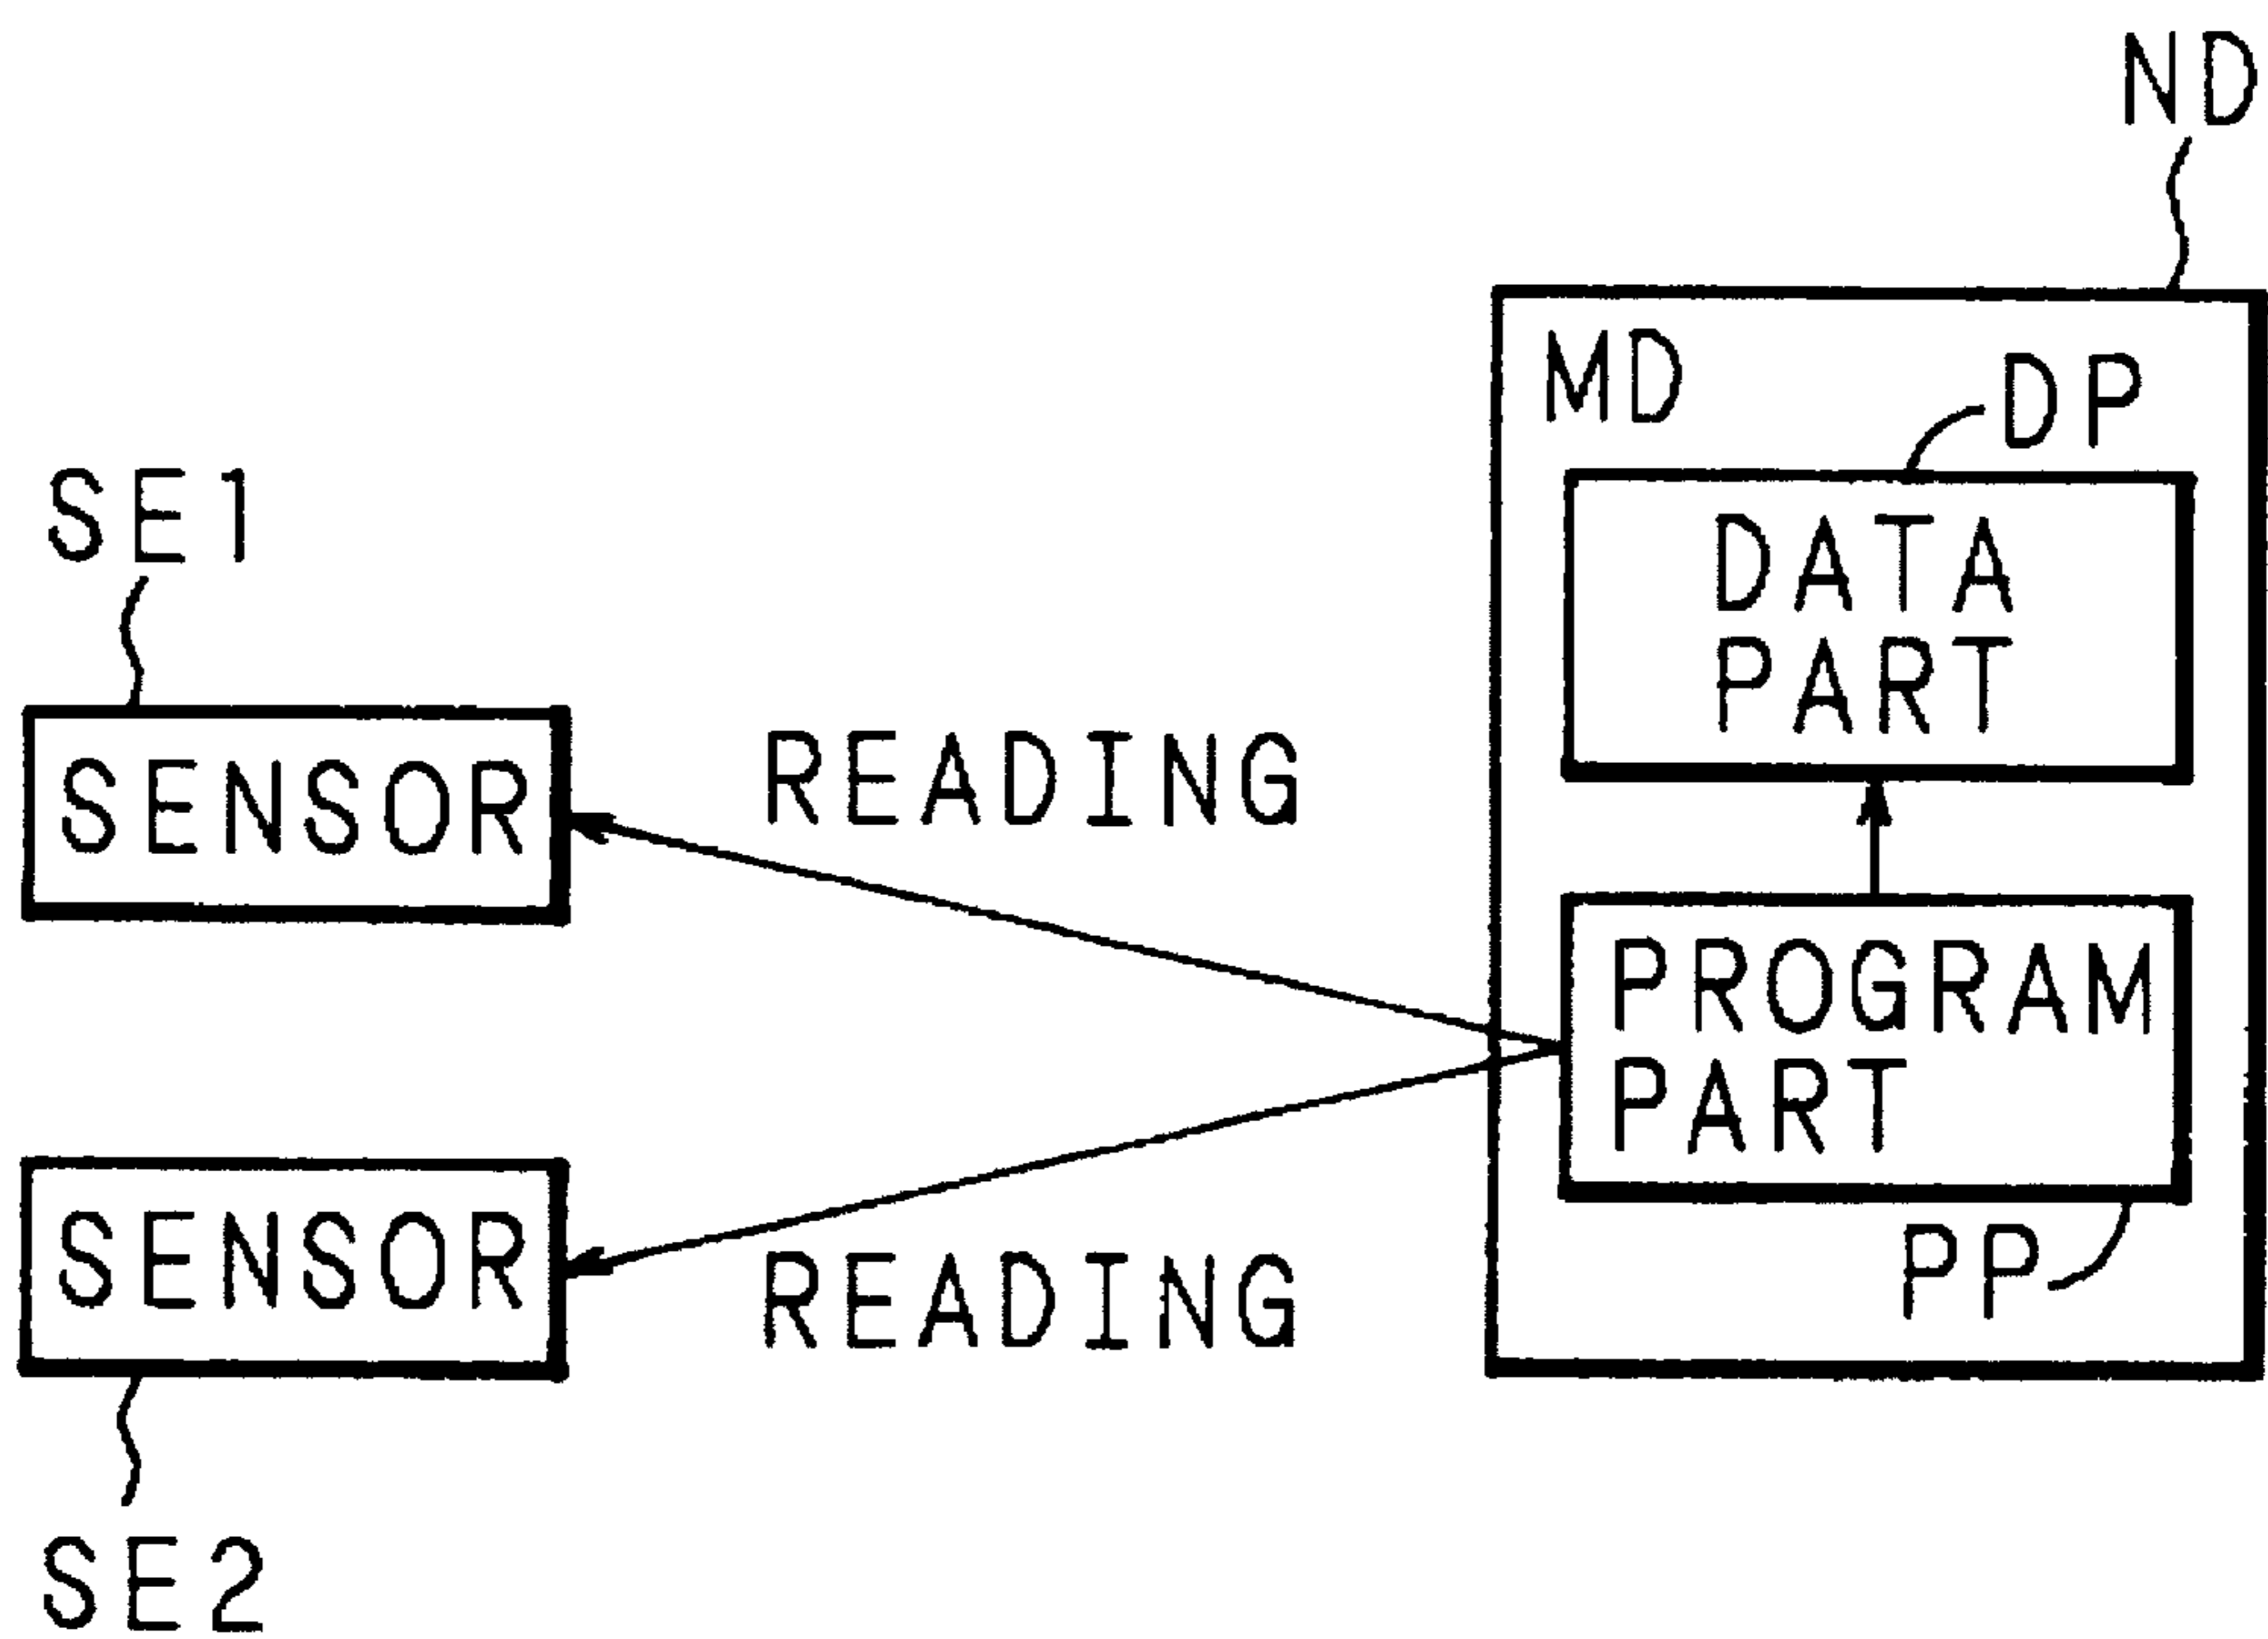 ND
MD
DP
DATA
PART
SE1
SENSOR
READING
PROGRAM
PART
SENSOR
READING
PP
SE2